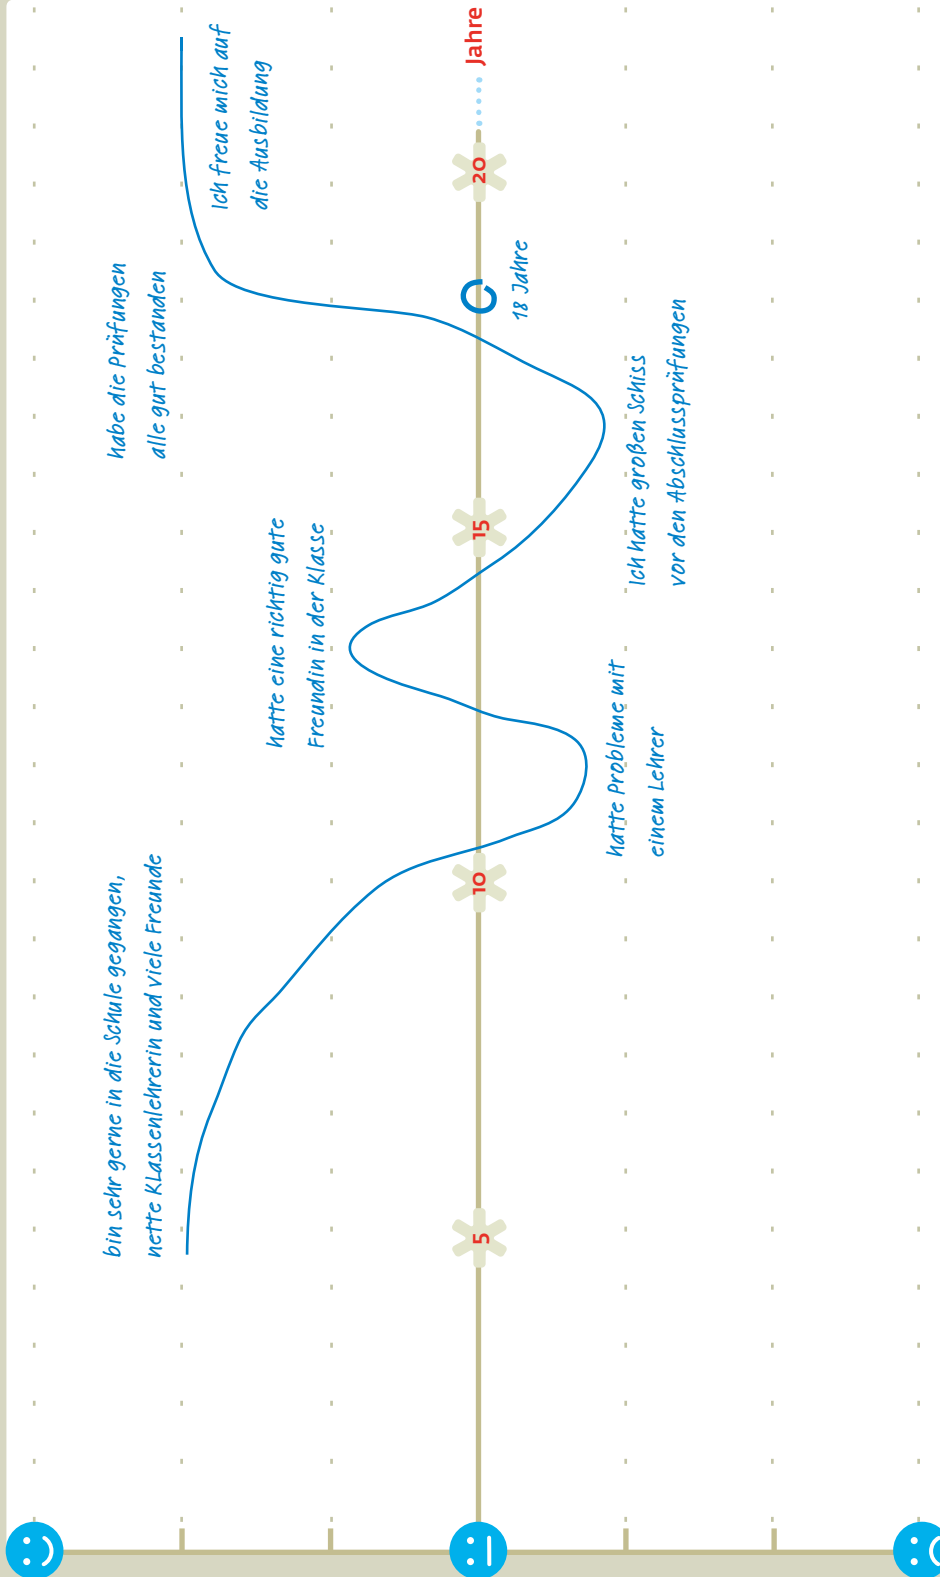 bin sehr gerne in die Schule gegangen,
nette Klassenlehrerin und viele Freunde
hatte Probleme mit
einem Lehrer
hatte eine richtig gute
Freundin in der Klasse
Ich hatte großen Schiss
vor den Abschlussprüfungen
habe die Prüfungen
alle gut bestanden
18 Jahre
Ich freue mich auf
die Ausbildung
5
10
15
20
Jahre